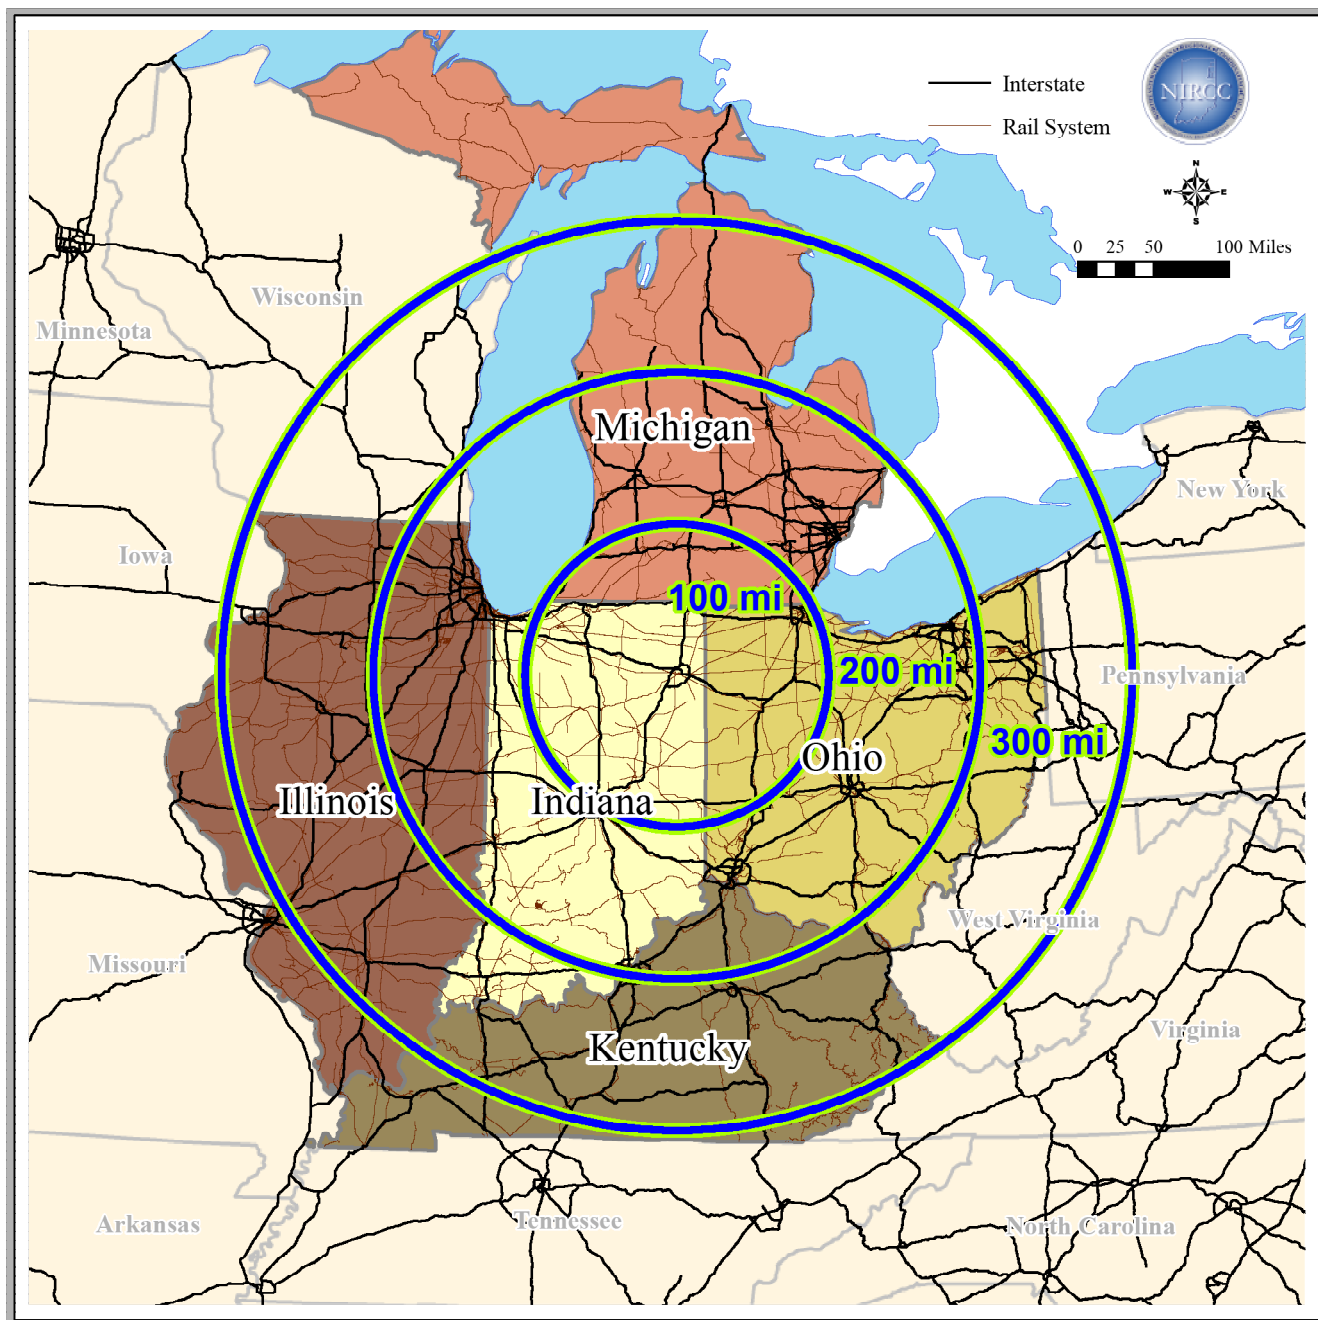 Interstate
Rail System
NIRCC
N
W E
S
0 25 50 100 Miles
Wisconsin
Minnesota
Michigan
New York
Iowa
100 mi
200 mi
Pennsylvania
300 mi
Ohio
Illinois
Indiana
West Virginia
Missouri
Virginia
Kentucky
Arkansas
Tennessee
North Carolina